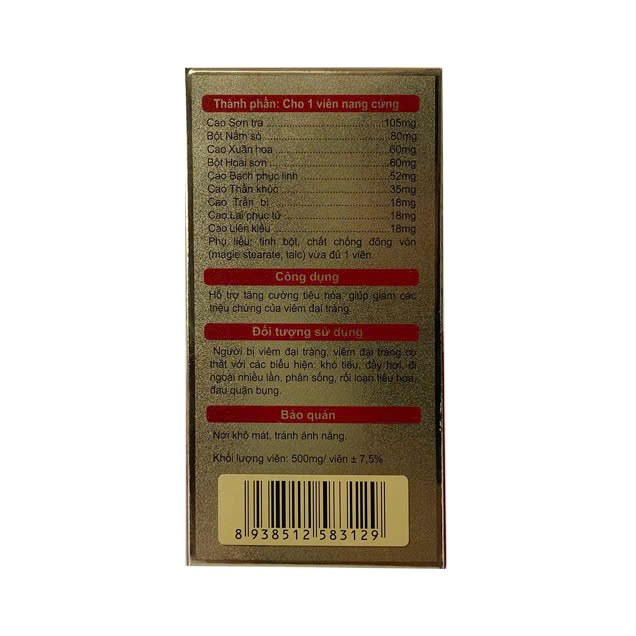 Thành phần: Cho 1 viên nang cứng
Cao Sơn tra ........................ 105mg
Bột Nấm sò ........................ 80mg
Cao Xuân hoa ........................ 60mg
Bột Hoài sơn ........................ 60mg
Cao Bạch phục linh ........................ 52mg
Cao Thần khúc ........................ 35mg
Cao Trần bì ........................ 18mg
Cao Lai phục tử ........................ 18mg
Cao Liên kiều ........................ 18mg
Phụ liệu: tinh bột, chất chống đông vón
(magie stearate, talc) vừa đủ 1 viên.
Công dụng
Hỗ trợ tăng cường tiêu hóa, giúp giảm các
triệu chứng của viêm đại tràng.
Đối tượng sử dụng
Người bị viêm đại tràng, viêm đại tràng co
thắt với các biểu hiện: khó tiêu, đầy hơi, đi
ngoài nhiều lần, phân sống, rối loạn tiêu hóa,
đau quặn bụng.
Bảo quản
Nơi khô mát, tránh ánh nắng.
Khối lượng viên: 500mg/ viên ± 7,5%
8 938512 583129